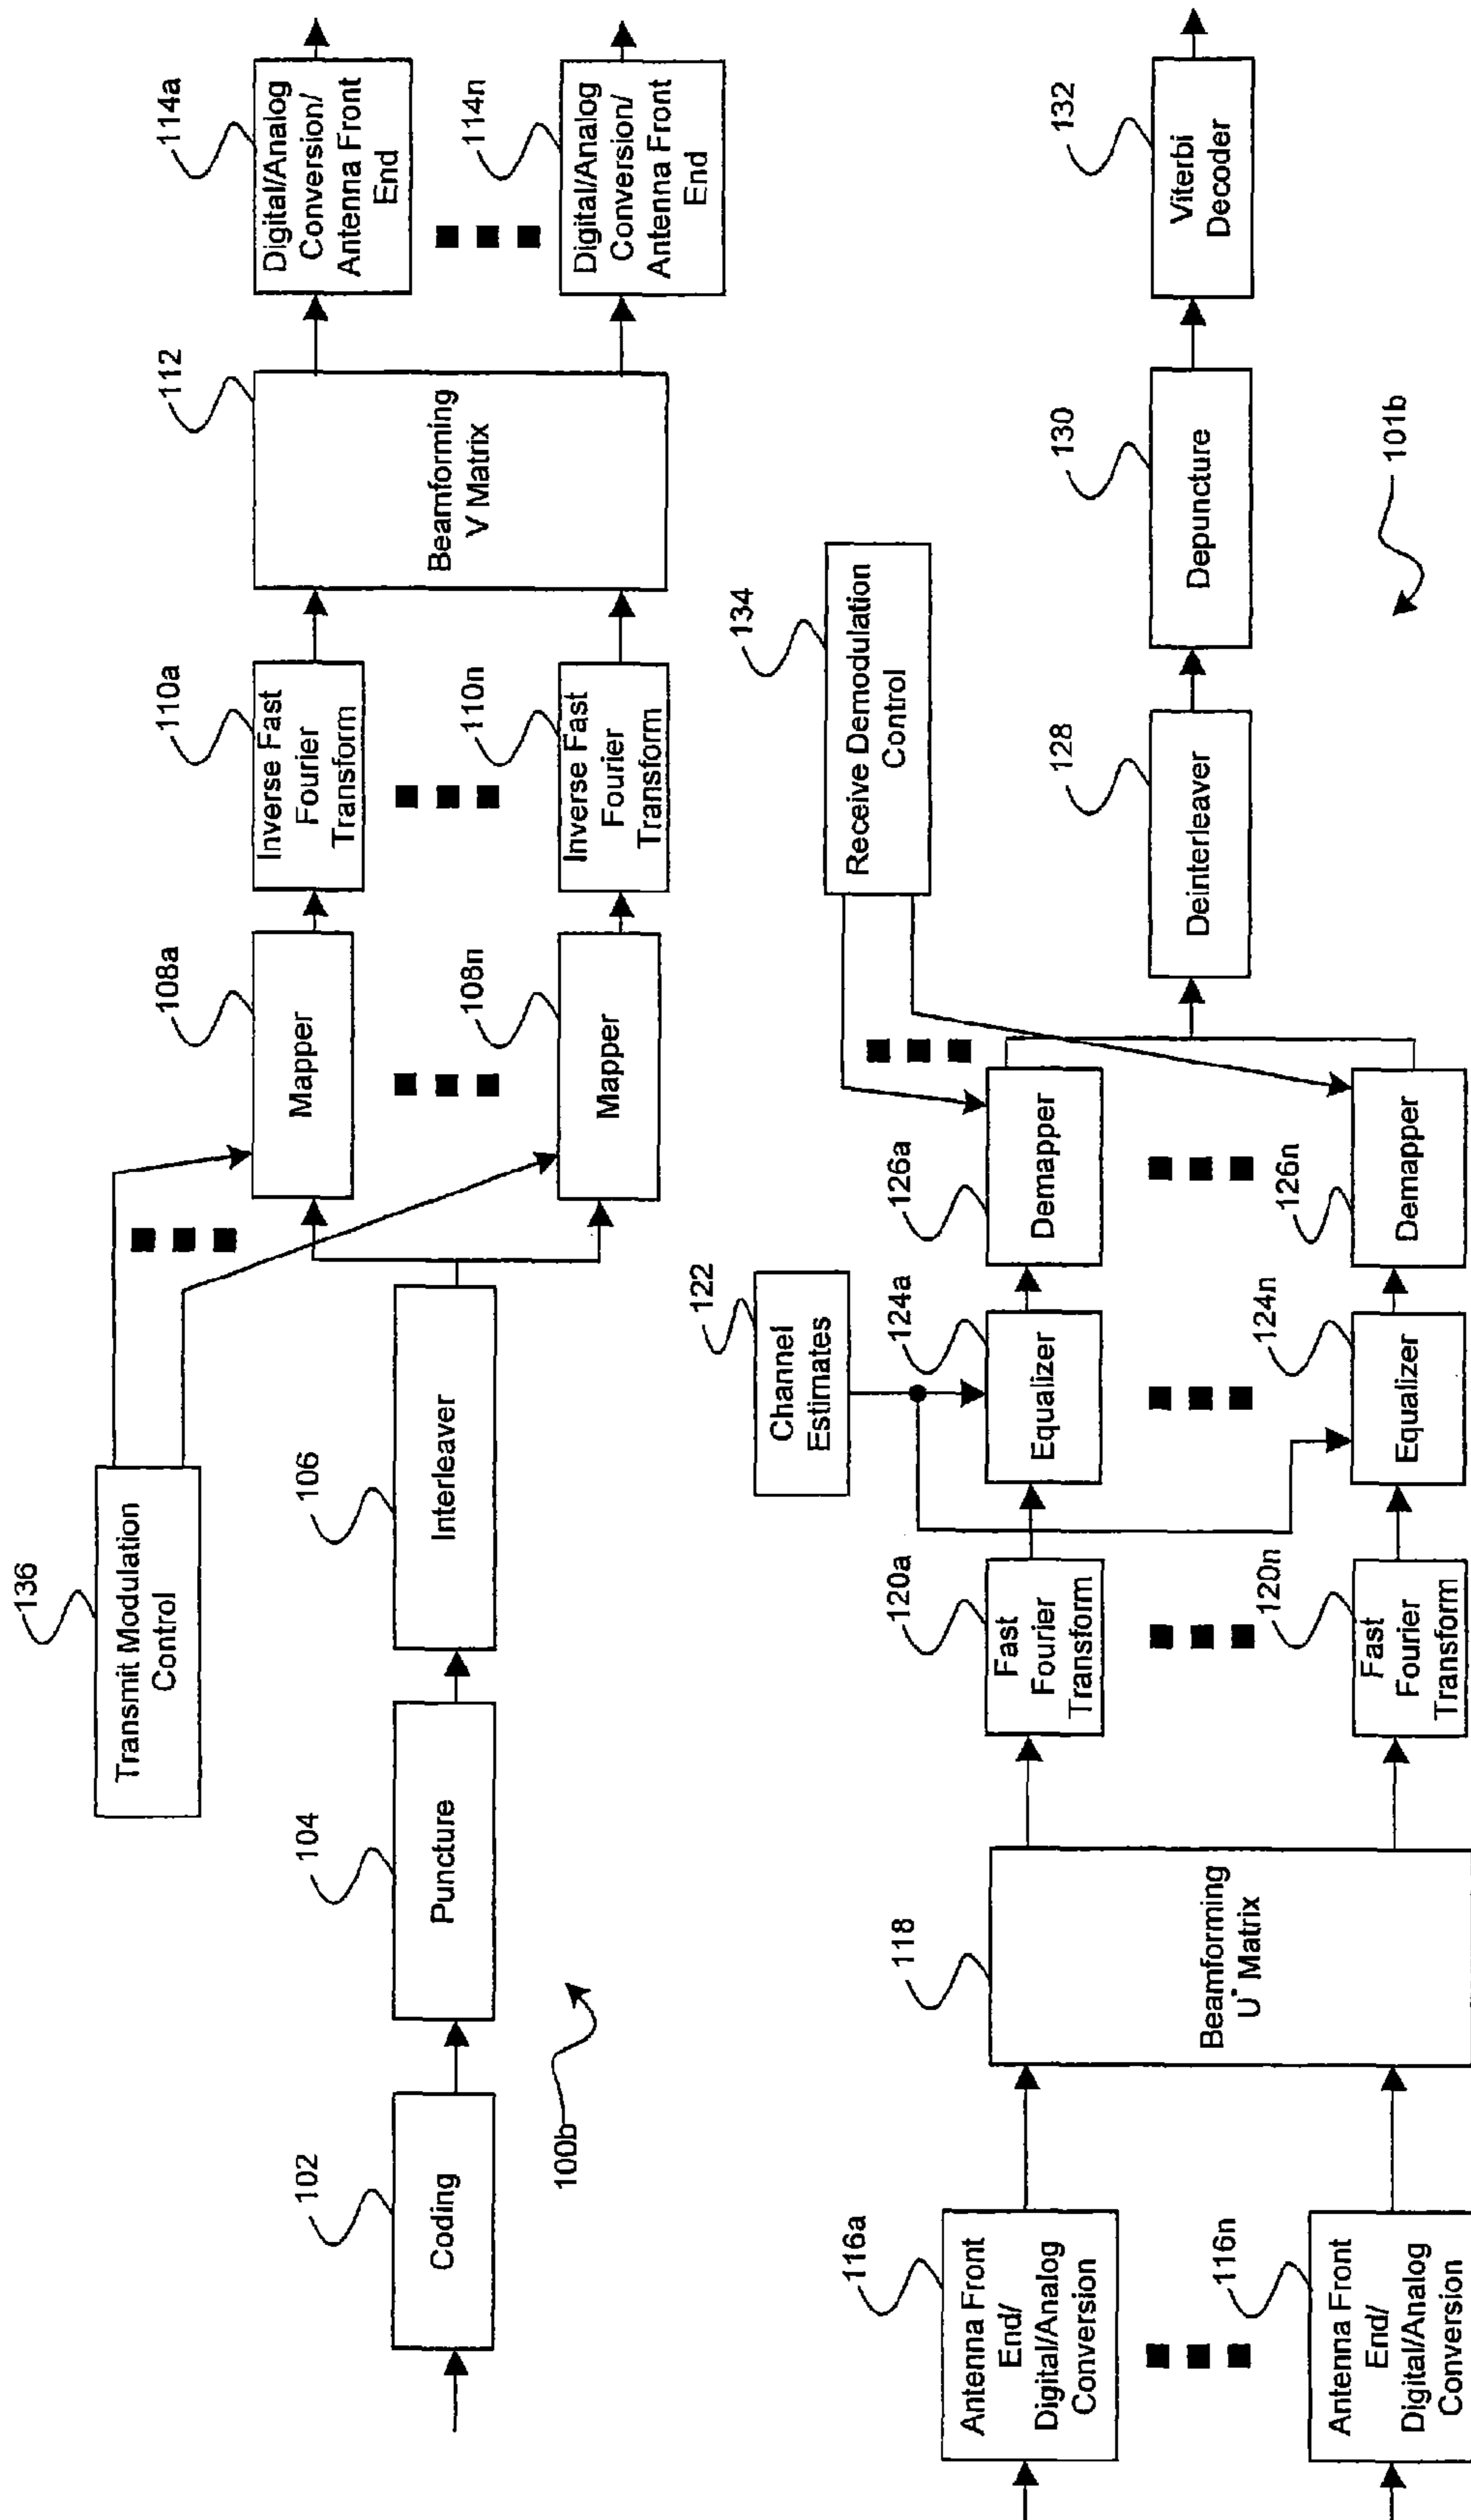 136
Transmit Modulation
Control
102
Coding
104
Puncture
106
Interleaver
108a
Mapper
108n
Mapper
110a
Inverse Fast
Fourier
Transform
110n
Inverse Fast
Fourier
Transform
112
Beamforming
V Matrix
114a
Digital/Analog
Conversion/
Antenna Front
End
114n
Digital/Analog
Conversion/
Antenna Front
End
100b
116a
Antenna Front
End/
Digital/Analog
Conversion
116n
Antenna Front
End/
Digital/Analog
Conversion
118
Beamforming
U* Matrix
120a
Fast
Fourier
Transform
120n
Fast
Fourier
Transform
122
Channel
Estimates
124a
Equalizer
124n
Equalizer
126a
Demapper
126n
Demapper
134
Receive Demodulation
Control
128
Deinterleaver
130
Depuncture
132
Viterbi
Decoder
101b